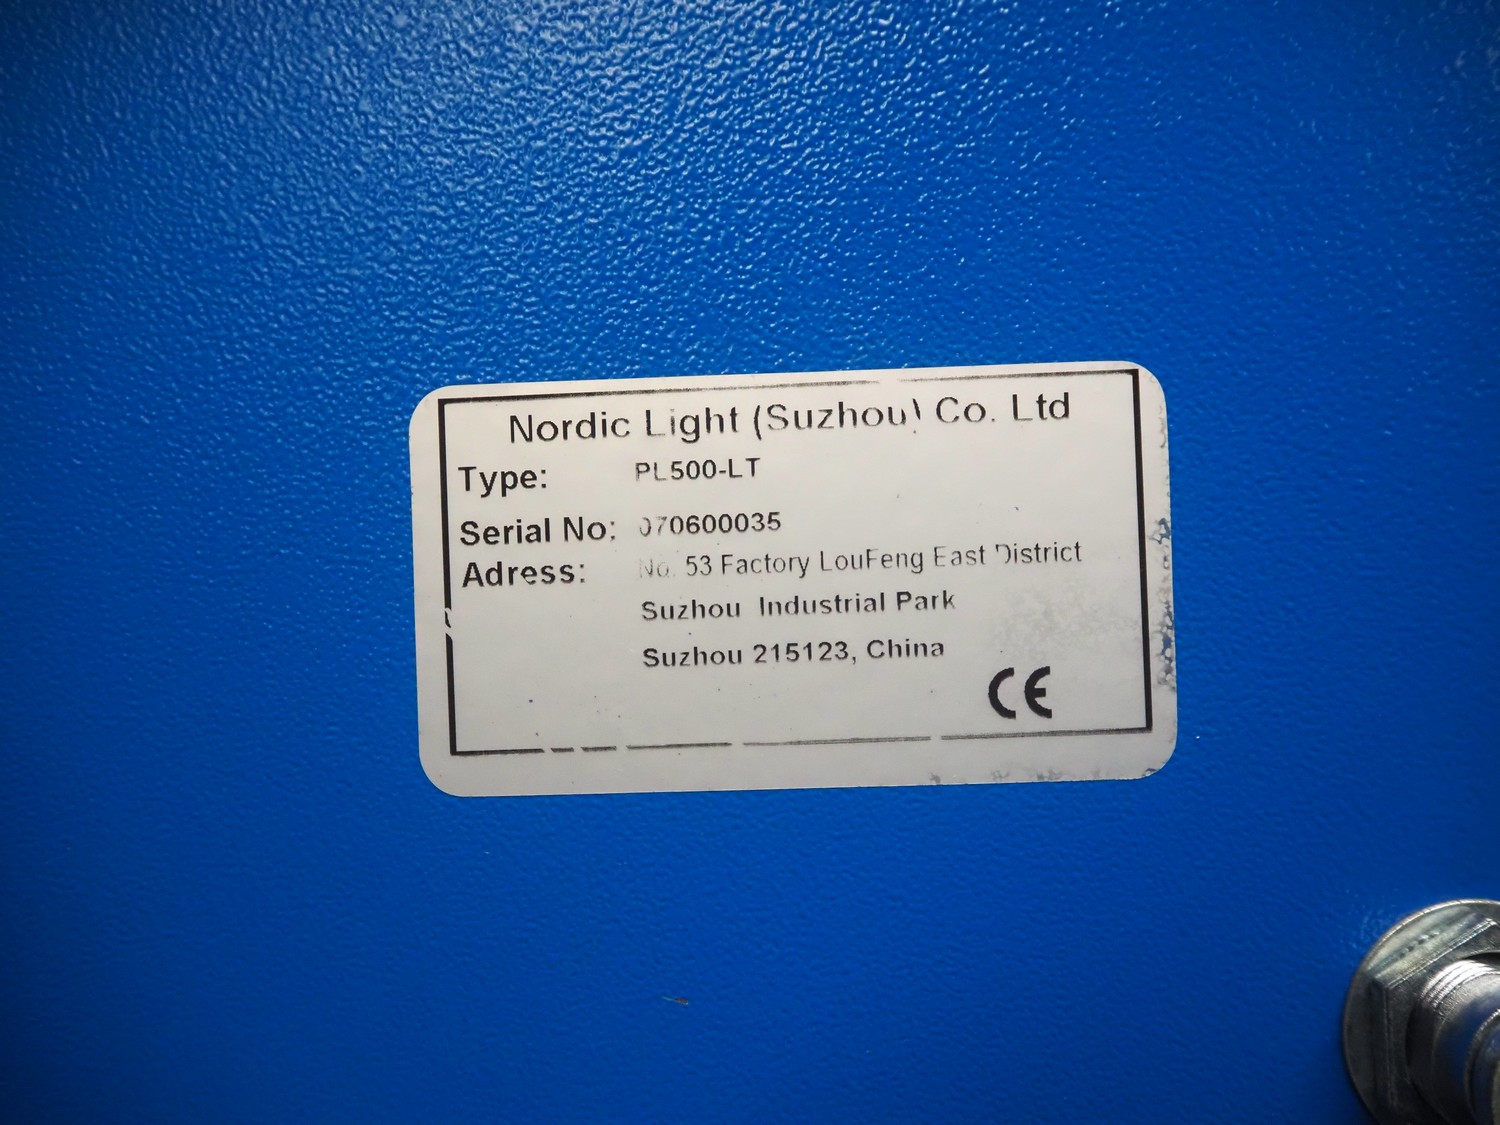 Nordic Light (Suzhou) Co. Ltd
Type: PL500-LT
Serial No: 070600035
Adress: No. 53 Factory LouFeng East District
Suzhou Industrial Park
Suzhou 215123, China
CE